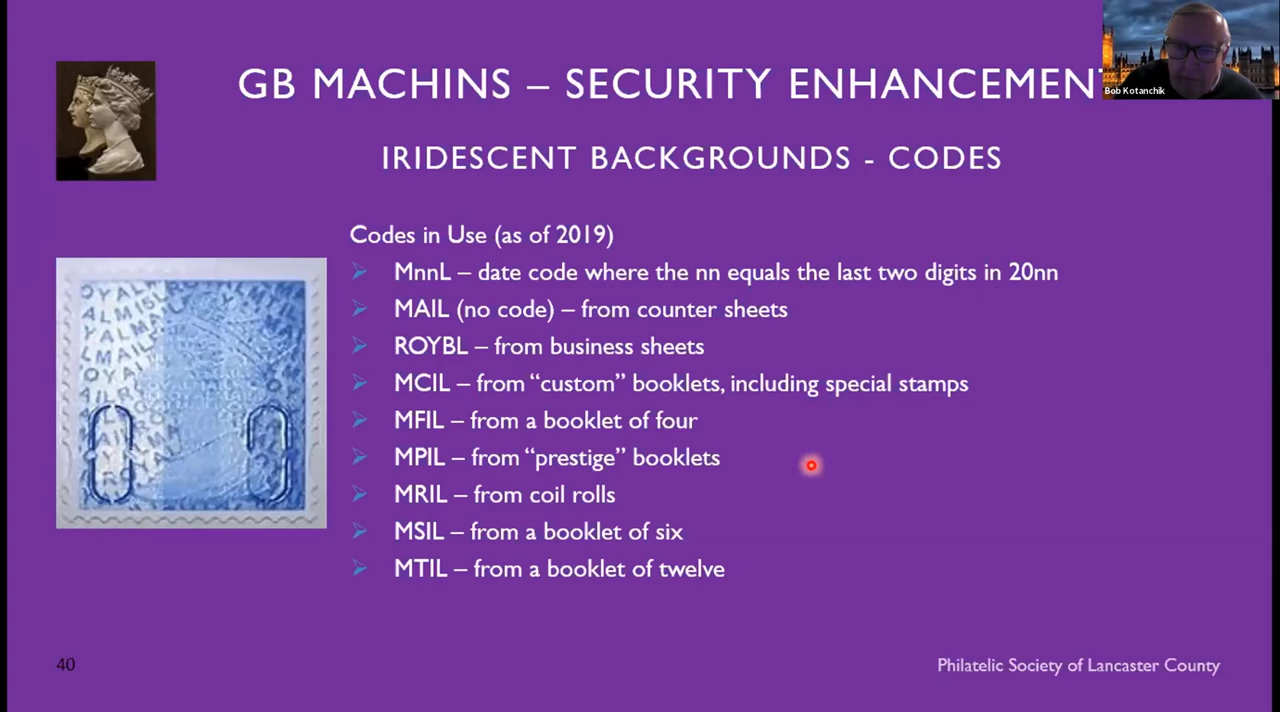 GB MACHINS – SECURITY ENHANCEMENT
Bob Kotanchik
IRIDESCENT BACKGROUNDS - CODES
Codes in Use (as of 2019)
MnnL – date code where the nn equals the last two digits in 20nn
MAIL (no code) – from counter sheets
ROYBL – from business sheets
MCIL – from “custom” booklets, including special stamps
MFIL – from a booklet of four
MPIL – from “prestige” booklets
MRIL – from coil rolls
MSIL – from a booklet of six
MTIL – from a booklet of twelve
40
Philatelic Society of Lancaster County